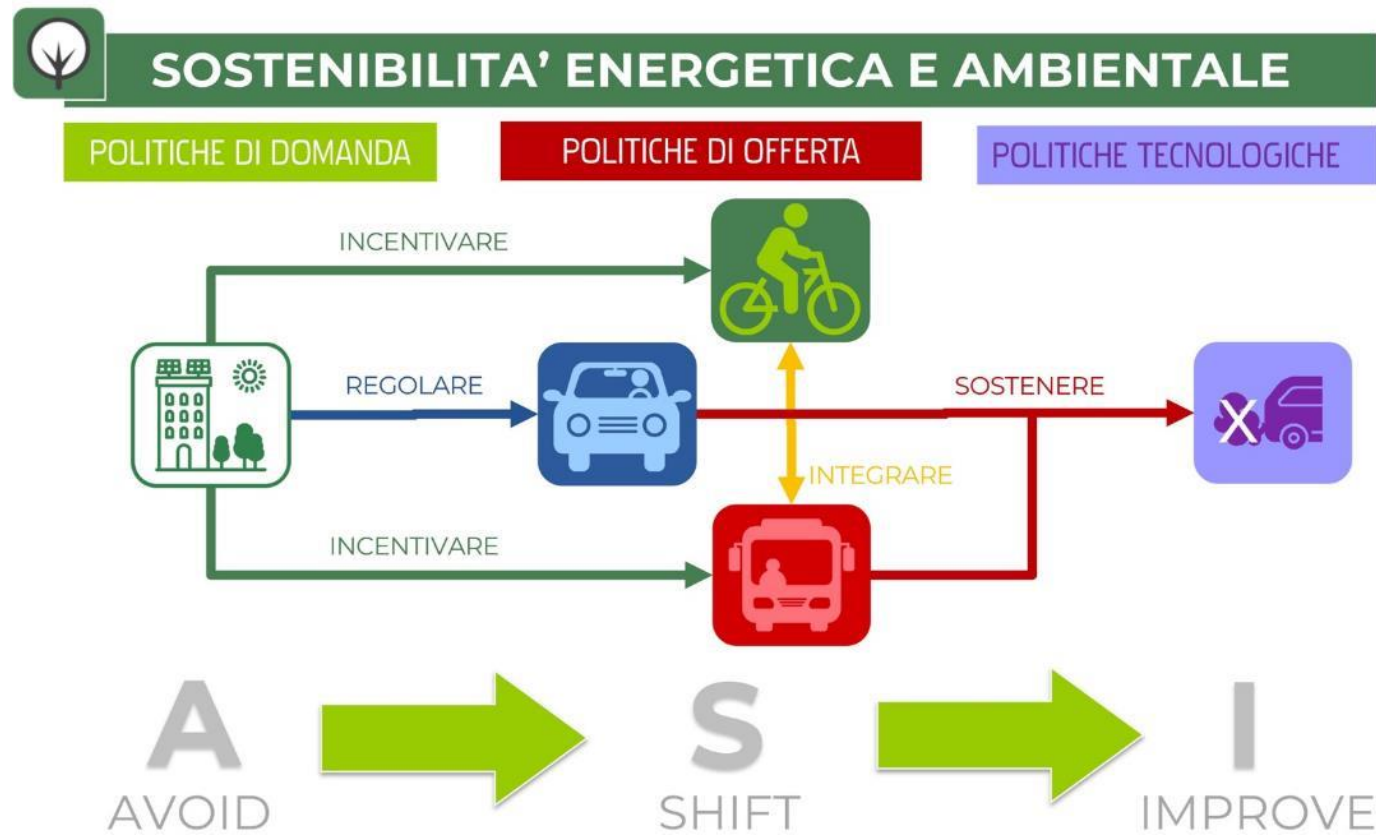 SOSTENIBILITA’ ENERGETICA E AMBIENTALE
POLITICHE DI DOMANDA
POLITICHE DI OFFERTA
POLITICHE TECNOLOGICHE
INCENTIVARE
REGOLARE
SOSTENERE
INTEGRARE
INCENTIVARE
A
S
I
AVOID
SHIFT
IMPROVE